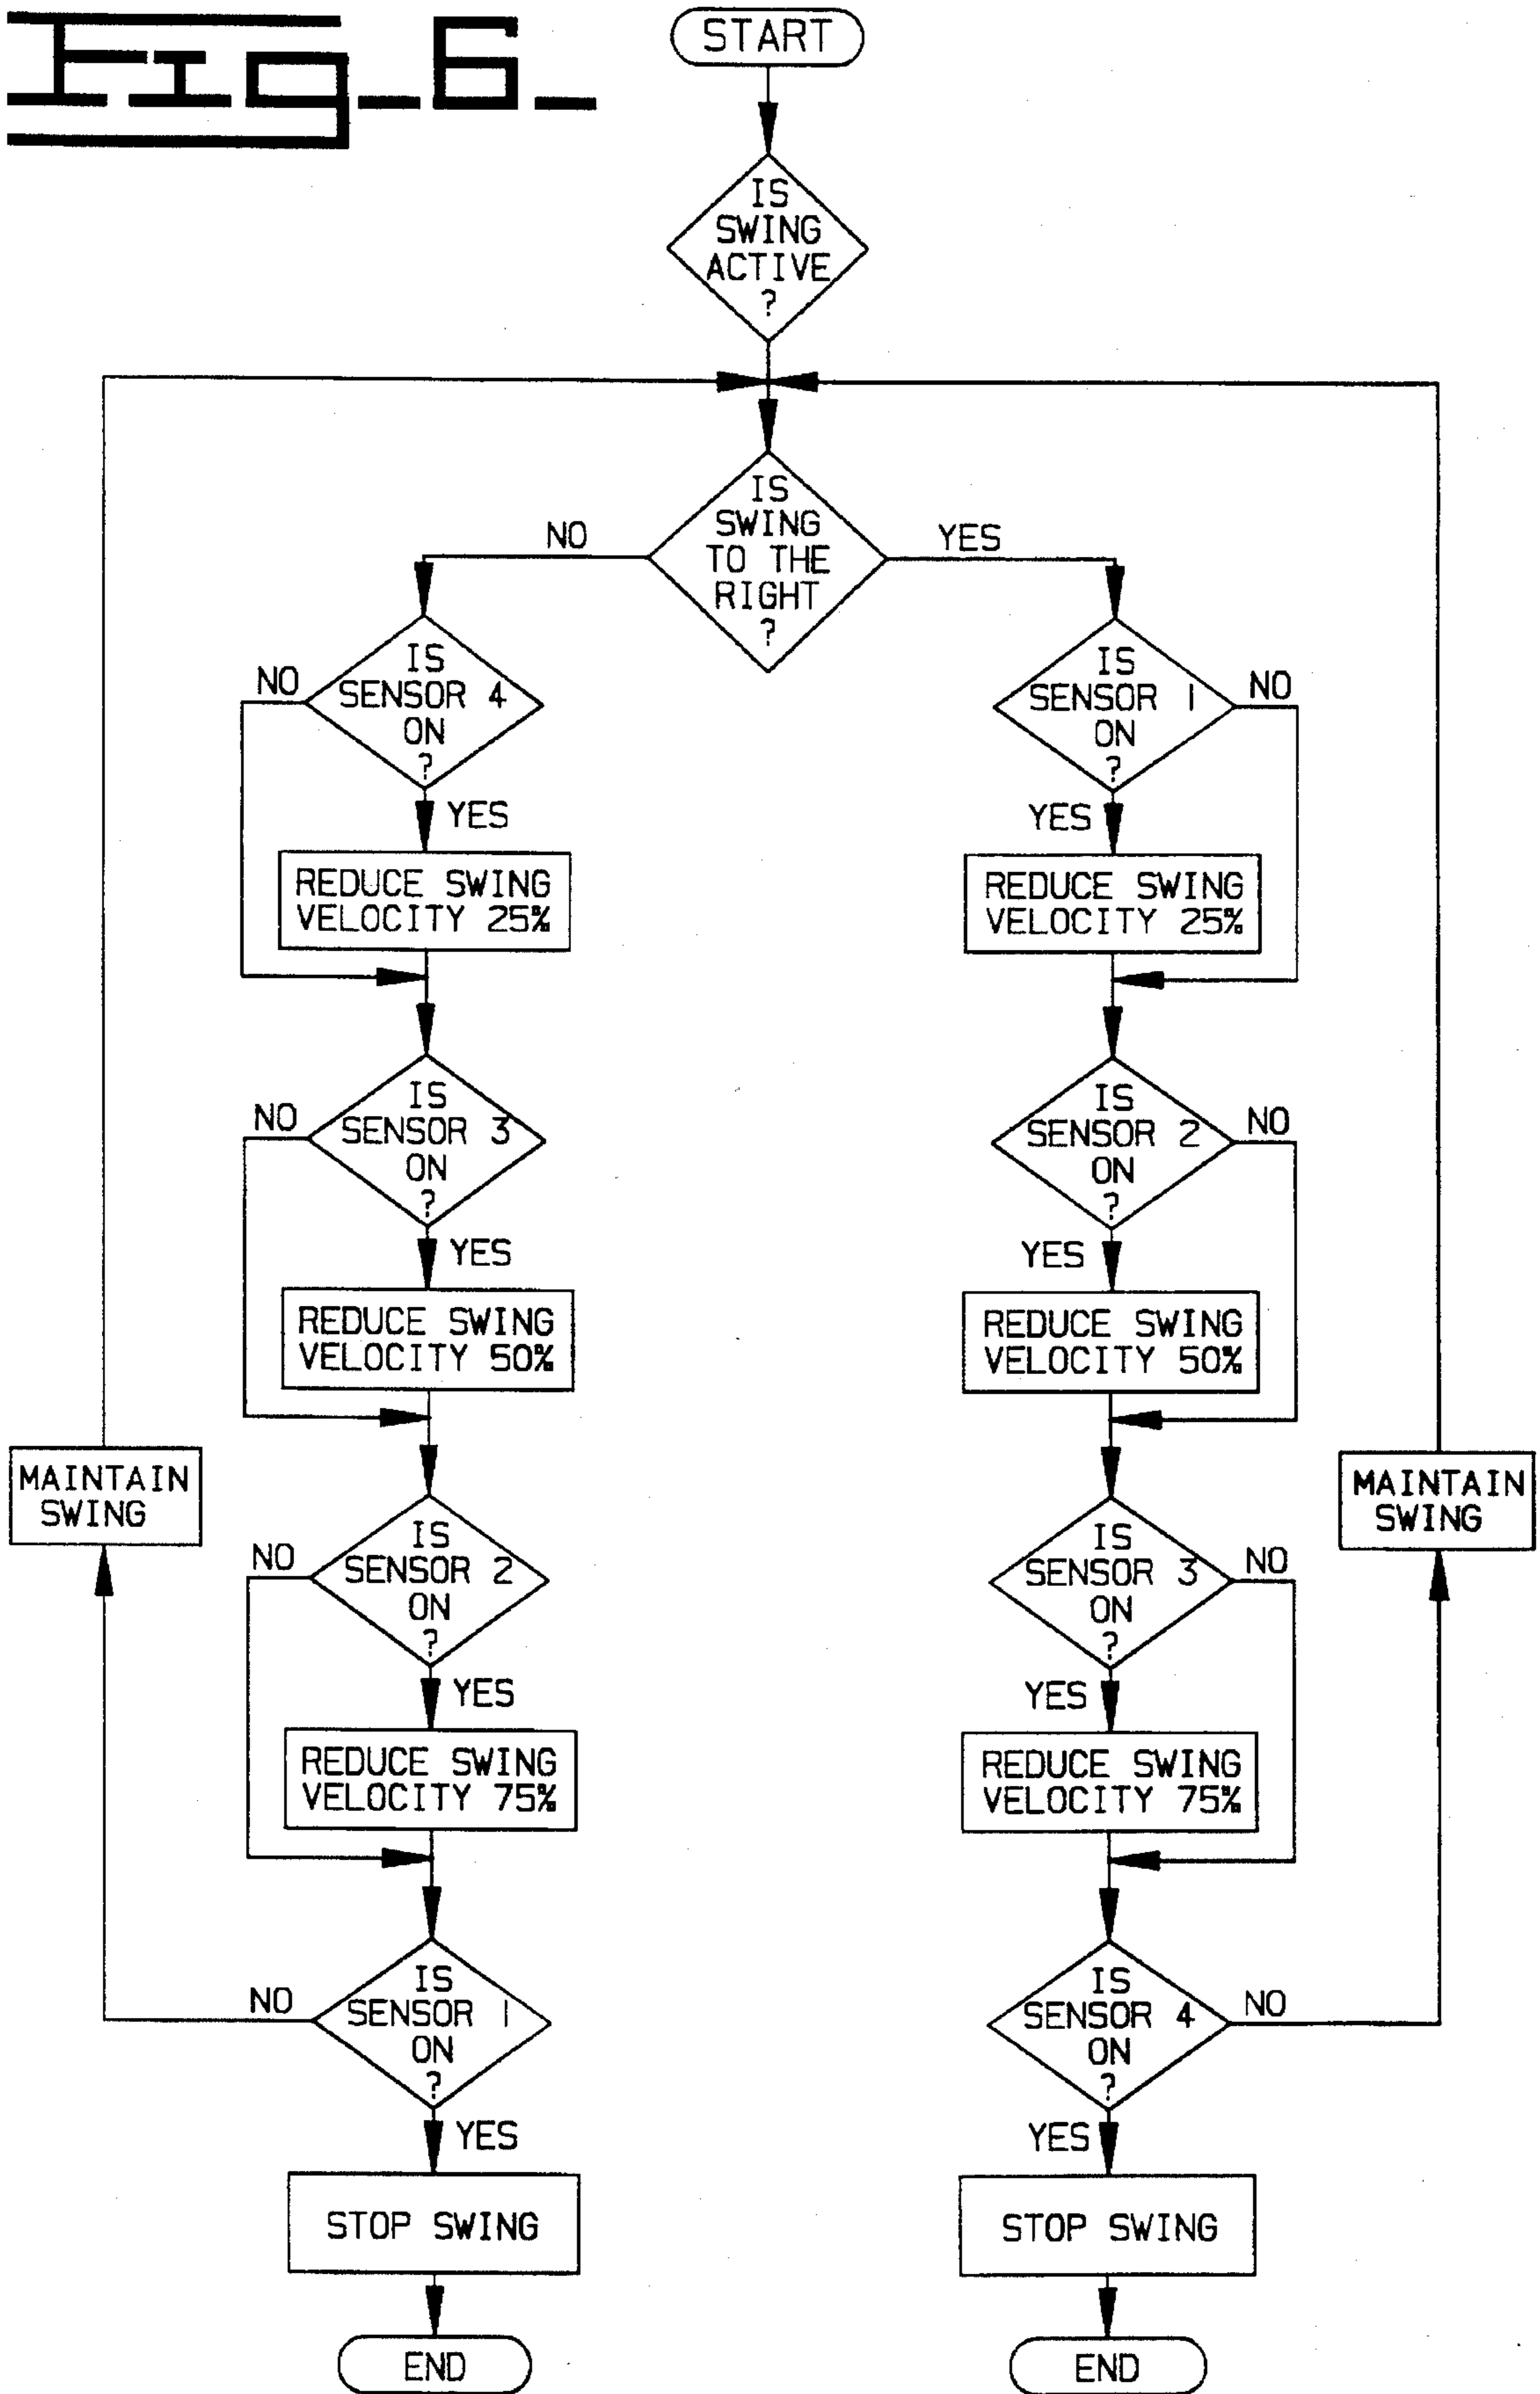 Fig_6_
START
IS
SWING
ACTIVE
?
IS
SWING
TO THE
RIGHT
?
NO
YES
IS
SENSOR 4
ON
?
NO
YES
REDUCE SWING
VELOCITY 25%
IS
SENSOR 3
ON
?
NO
YES
REDUCE SWING
VELOCITY 50%
IS
SENSOR 2
ON
?
NO
YES
REDUCE SWING
VELOCITY 75%
IS
SENSOR 1
ON
?
NO
MAINTAIN
SWING
YES
STOP SWING
END
IS
SENSOR 1
ON
?
NO
YES
REDUCE SWING
VELOCITY 25%
IS
SENSOR 2
ON
?
NO
YES
REDUCE SWING
VELOCITY 50%
IS
SENSOR 3
ON
?
NO
YES
REDUCE SWING
VELOCITY 75%
IS
SENSOR 4
ON
?
NO
MAINTAIN
SWING
YES
STOP SWING
END